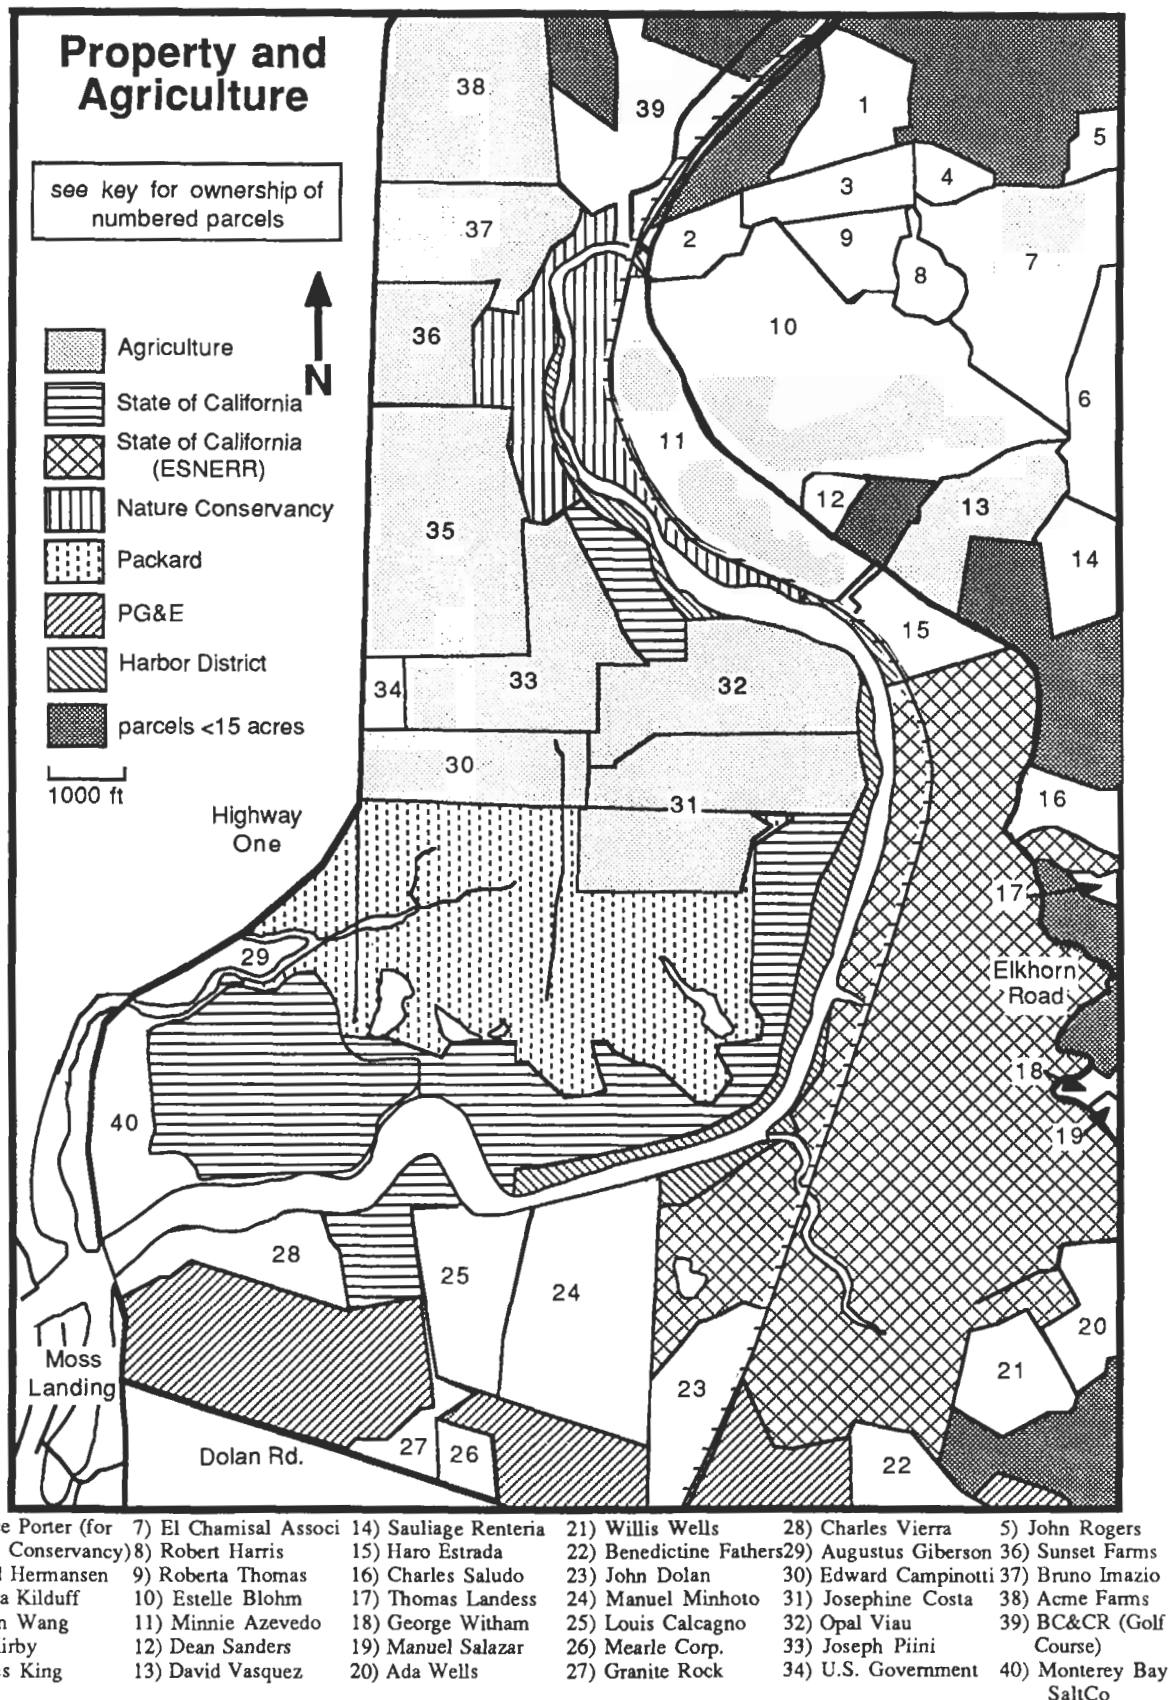 Property and
Agriculture
see key for ownership of
numbered parcels
N
Agriculture
State of California
State of California
(ESNERR)
Nature Conservancy
Packard
PG&E
Harbor District
parcels <15 acres
1000 ft
Highway
One
38
39
1
5
4
3
37
2
9
8
7
10
36
6
11
12
13
35
14
15
34
33
32
30
31
16
17
29
Elkhorn
Road
18
40
19
28
25
24
20
Moss
Landing
21
23
27
26
22
Dolan Rd.
Porter (for
Conservancy)
Hermansen
Kilduff
Wang
King
7) El Chamisal Associ
8) Robert Harris
9) Roberta Thomas
10) Estelle Blohm
11) Minnie Azevedo
12) Dean Sanders
13) David Vasquez
14) Sauliage Renteria
15) Haro Estrada
16) Charles Saludo
17) Thomas Landess
18) George Witham
19) Manuel Salazar
20) Ada Wells
21) Willis Wells
22) Benedictine Fathers
23) John Dolan
24) Manuel Minhoto
25) Louis Calcagno
26) Mearle Corp.
27) Granite Rock
28) Charles Vierra
29) Augustus Giberson
30) Edward Campinotti
31) Josephine Costa
32) Opal Viau
33) Joseph Piini
34) U.S. Government
5) John Rogers
36) Sunset Farms
37) Bruno Imazio
38) Acme Farms
39) BC&CR (Golf
Course)
40) Monterey Bay
SaltCo